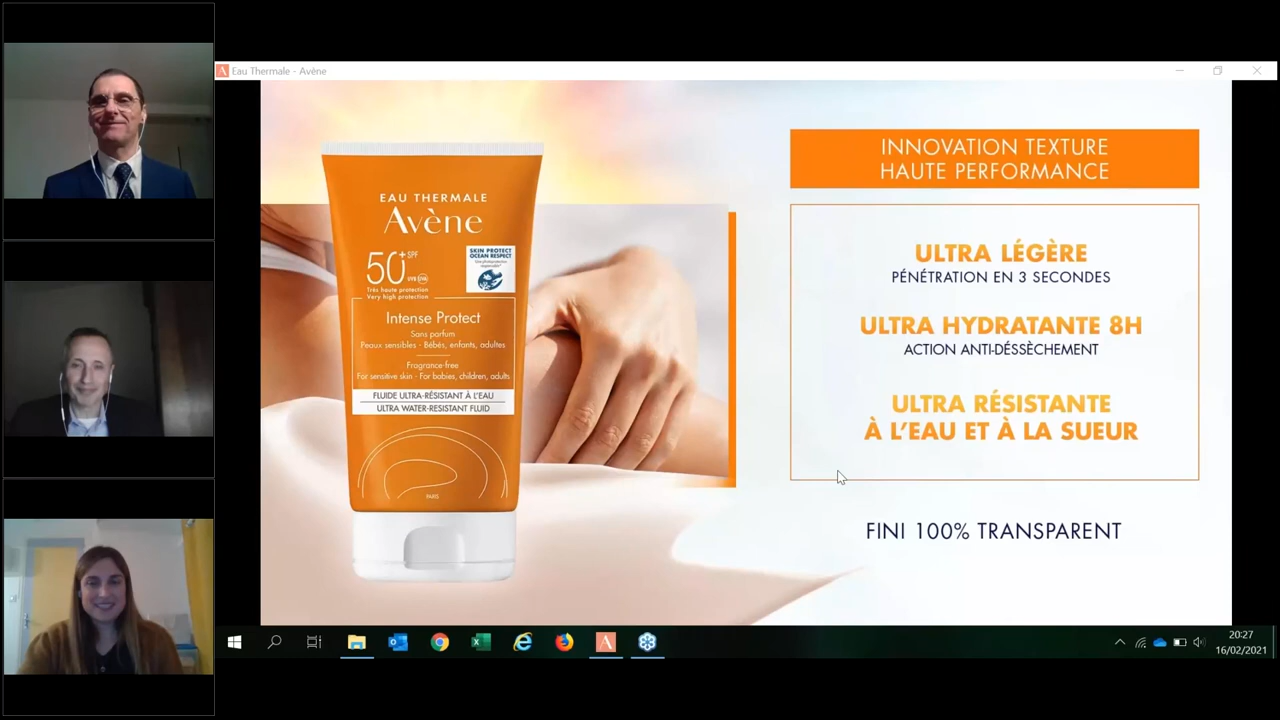 Eau Thermale - Avène
EAU THERMALE
Avène
50+ SPF
UVB UVA
Très haute protection
Very high protection
SKIN PROTECT
OCEAN RESPECT
Intense Protect
Sans parfum
Peaux sensibles - Bébés, enfants, adultes
Fragrance-free
For sensitive skin - For babies, children, adults
FLUIDE ULTRA-RÉSISTANT À L'EAU
ULTRA WATER-RESISTANT FLUID
PARIS
INNOVATION TEXTURE
HAUTE PERFORMANCE
ULTRA LÉGÈRE
PÉNÉTRATION EN 3 SECONDES
ULTRA HYDRATANTE 8H
ACTION ANTI-DÉSSÈCHEMENT
ULTRA RÉSISTANTE
À L'EAU ET À LA SUEUR
FINI 100% TRANSPARENT
20:27
16/02/2021